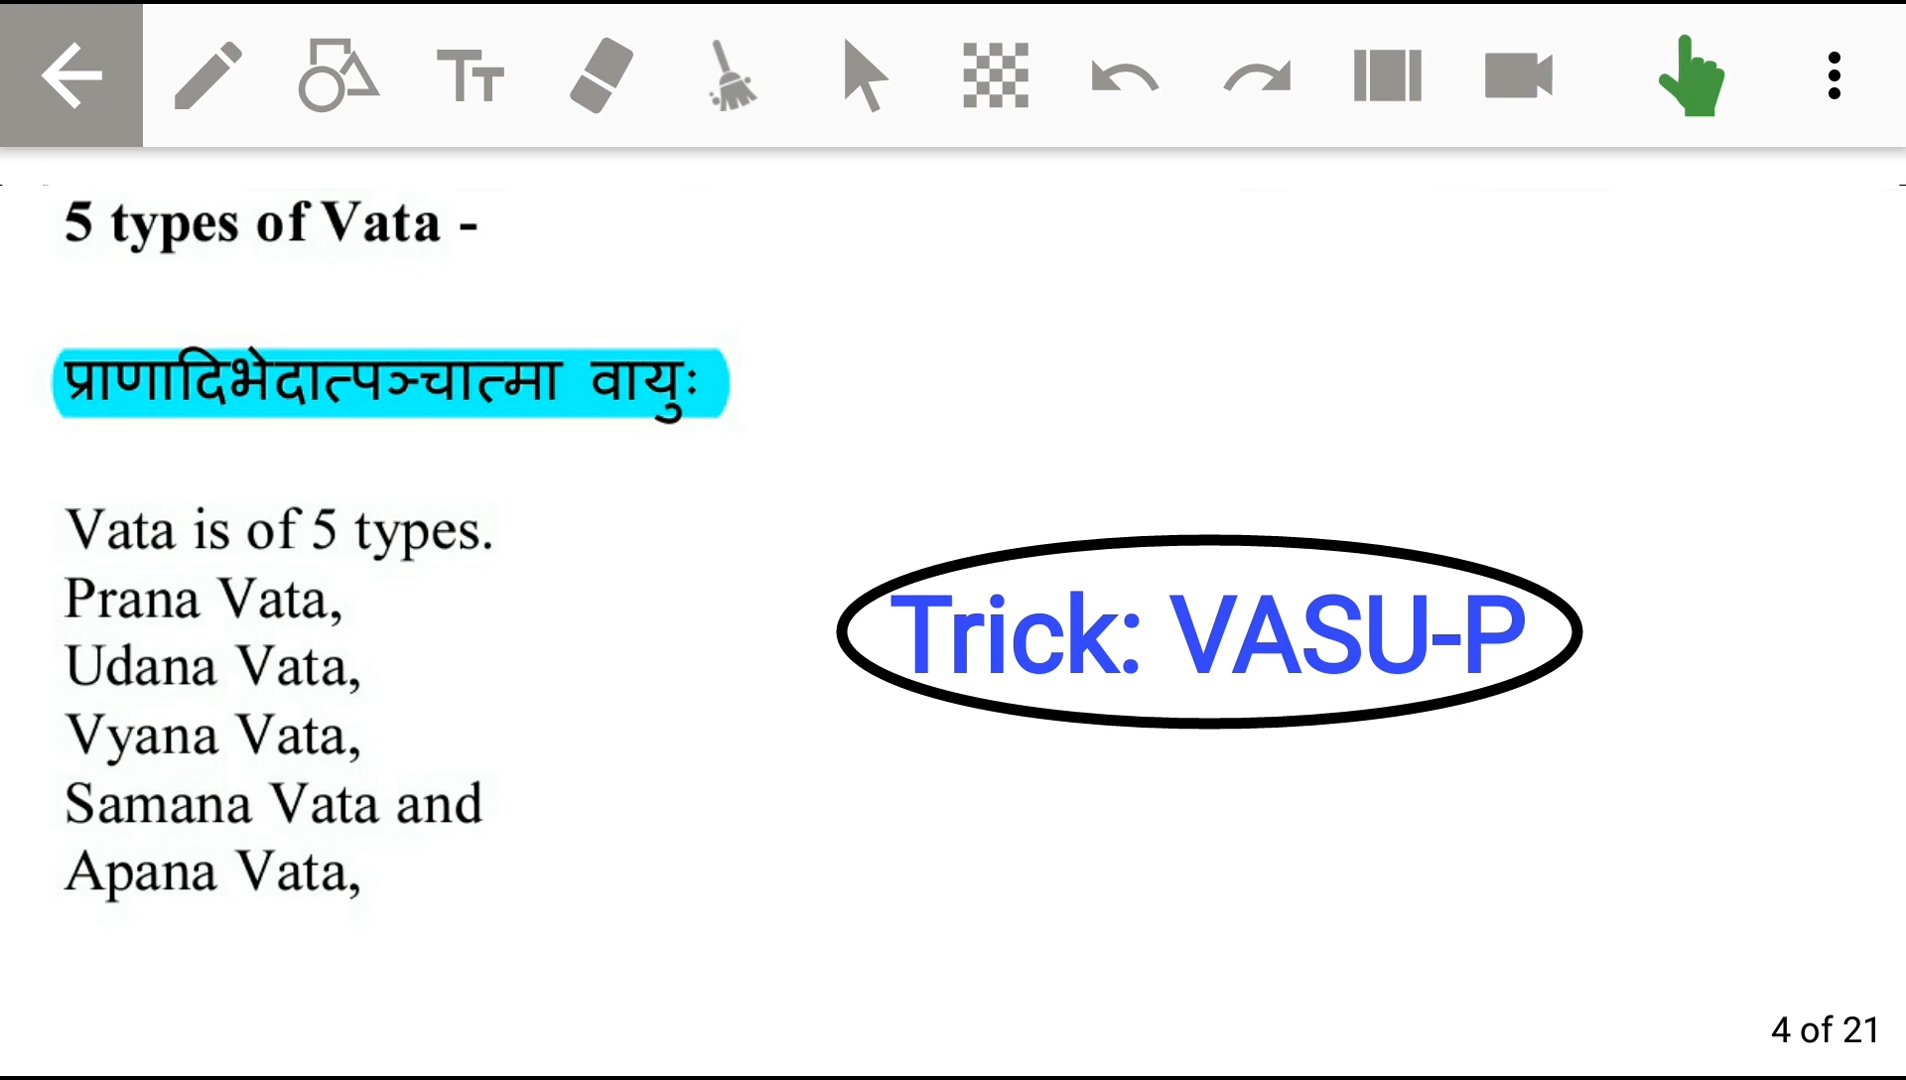 5 types of Vata -
प्राणादिभेदात्पञ्चात्मा वायुः
Vata is of 5 types.
Prana Vata,
Udana Vata,
Vyana Vata,
Samana Vata and
Apana Vata,
Trick: VASU-P
4 of 21